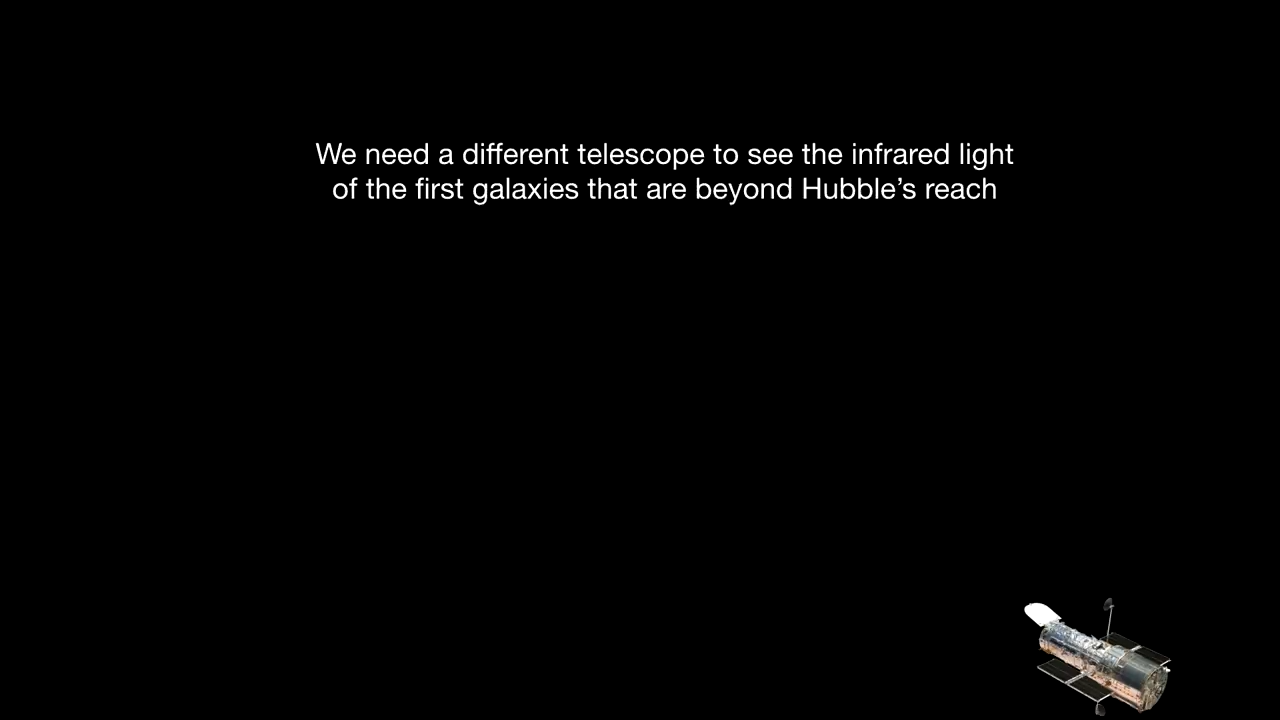 We need a different telescope to see the infrared light
of the first galaxies that are beyond Hubble’s reach